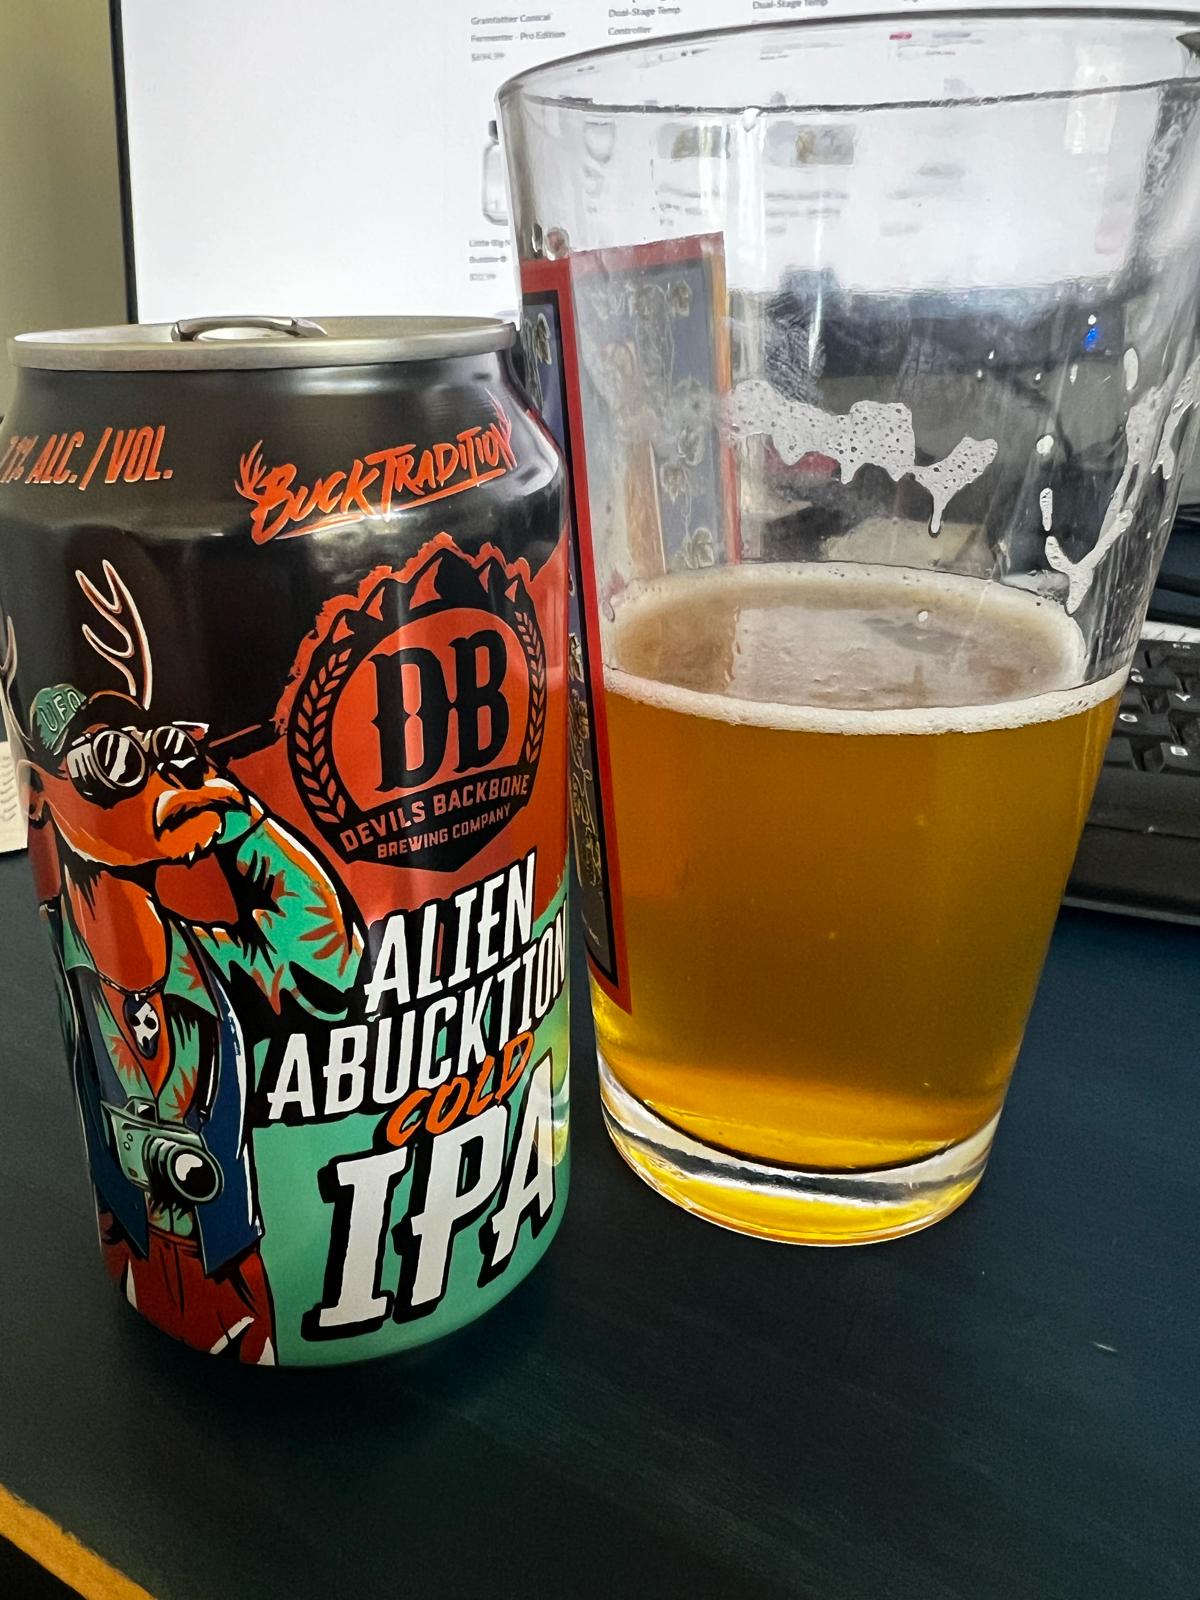 Grainfather Conical
Fermenter - Pro Edition
Dual-Stage Temp
Controller
Dual-Stage Temp
ALC./VOL.
BUCK TRADITION
UFO
DB
DEVILS BACKBONE
BREWING COMPANY
ALIEN
ABUCKTION
COLD
IPA